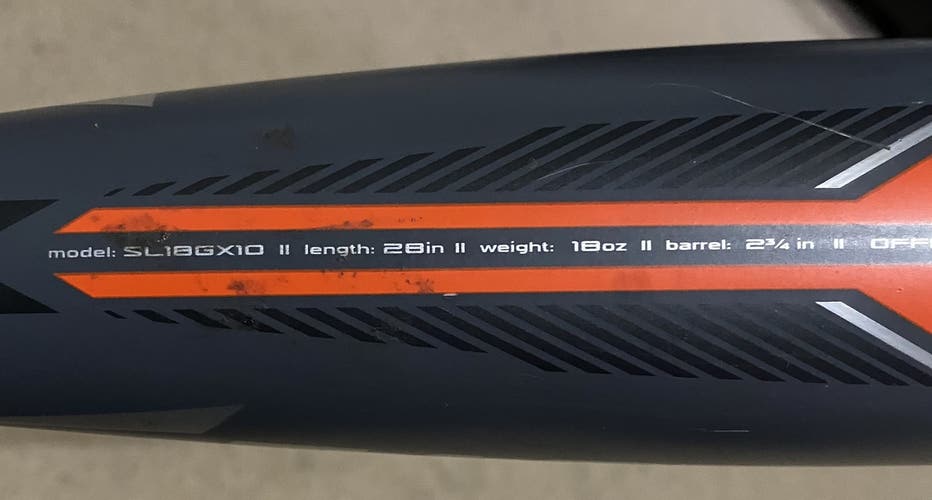 model: SL18GX10 II length: 28in II weight: 18oz II barrel: 2¾ in II